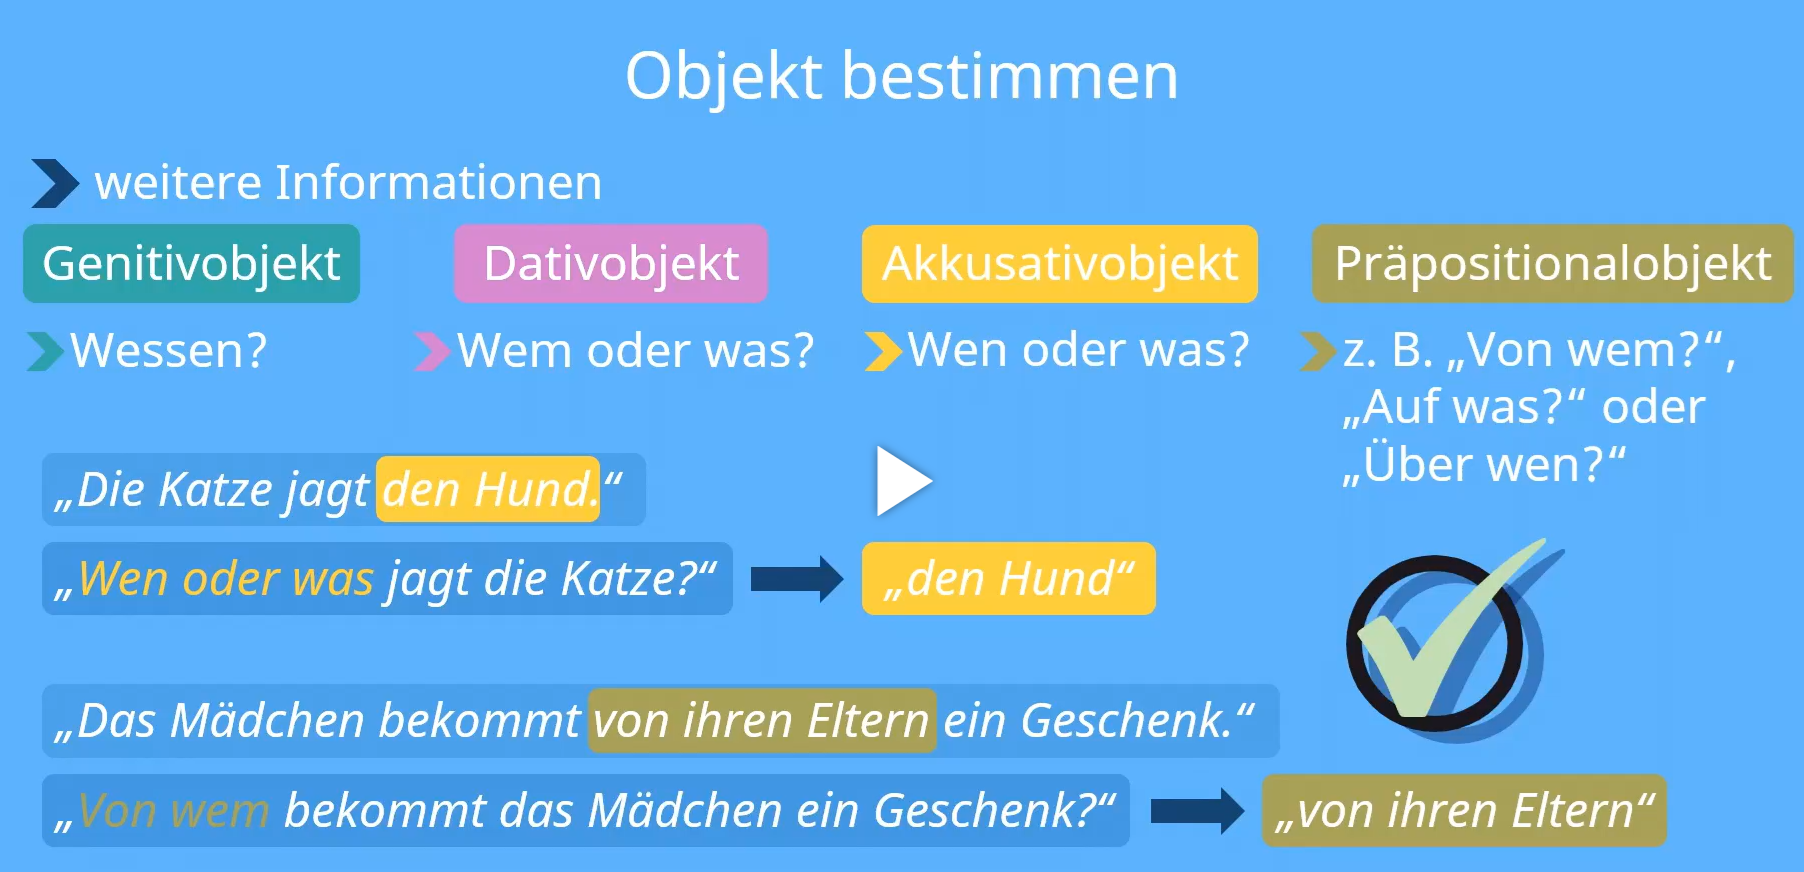 Objekt bestimmen
weitere Informationen
Genitivobjekt
Wessen?
Dativobjekt
Wem oder was?
Akkusativobjekt
Wen oder was?
Präpositionalobjekt
z. B. „Von wem?“,
„Auf was?“ oder
„Über wen?“
„Die Katze jagt den Hund.“
„Wen oder was jagt die Katze?“
„den Hund“
„Das Mädchen bekommt von ihren Eltern ein Geschenk.“
„Von wem bekommt das Mädchen ein Geschenk?“
„von ihren Eltern“